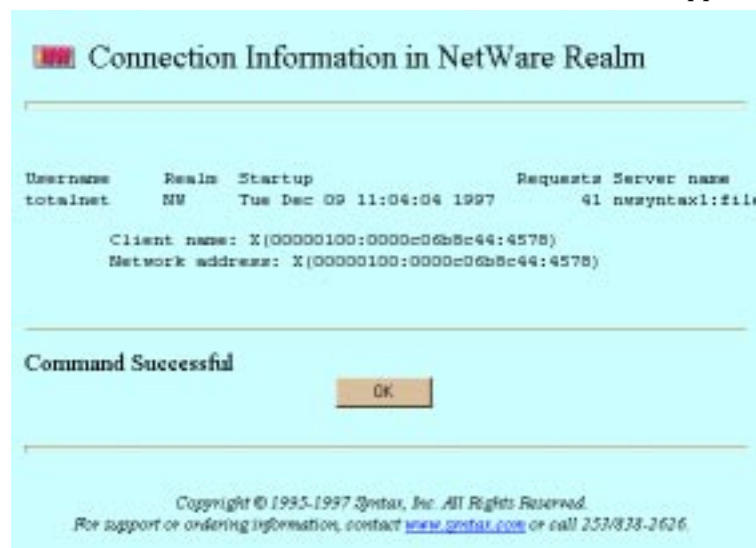 NW Connection Information in NetWare Realm
Username Realm Startup Requests Server name
totalnet NW Tue Dec 09 11:04:04 1997 41 nwsyntax1:file
Client name: X(00000100:0000c06b8c44:4578)
Network address: X(00000100:0000c06b8c44:4578)
Command Successful
OK
Copyright © 1995-1997 Syntax, Inc. All Rights Reserved.
For support or ordering information, contact www.syntax.com or call 253/838-2626.